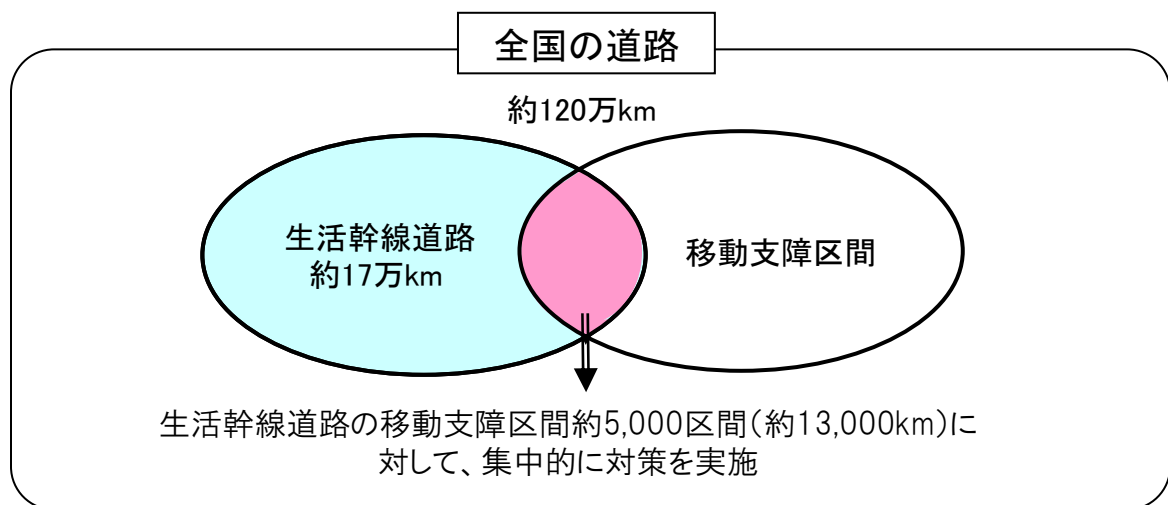 全国の道路
約120万km
生活幹線道路
約17万km
移動支障区間
生活幹線道路の移動支障区間約5,000区間(約13,000km)に
対して、集中的に対策を実施